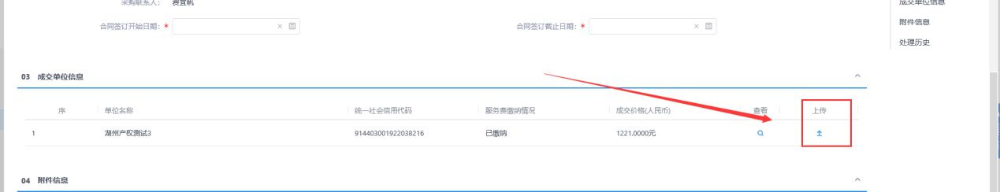 采购联系人： 费宜帆
成交单位信息
合同签订开始日期：*
合同签订截止日期：*
附件信息
处理历史
03 成交单位信息
序 单位名称 统一社会信用代码 服务费缴纳情况 成交价格(人民币) 查看 上传
1 湖州产权测试3 914403001922038216 已缴纳 1221.0000元
04 附件信息